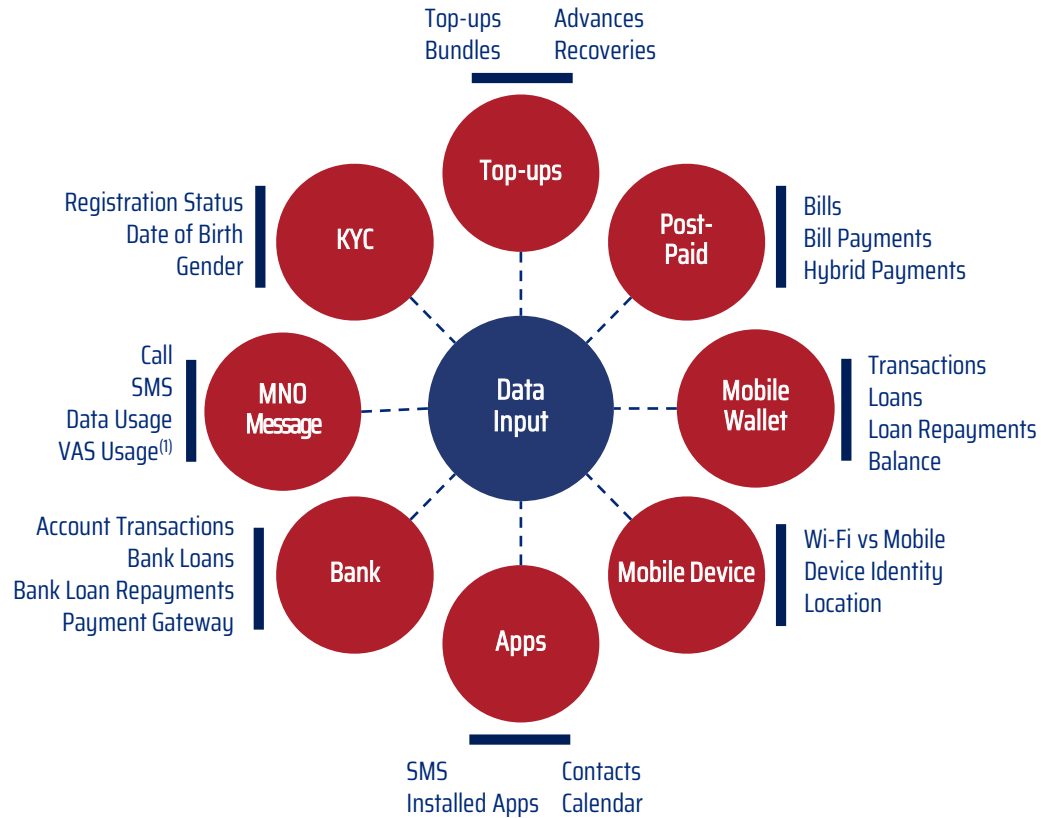 Top-ups
Bundles
Advances
Recoveries
Top-ups
Registration Status
Date of Birth
Gender
KYC
Post-
Paid
Bills
Bill Payments
Hybrid Payments
Call
SMS
Data Usage
VAS Usage(1)
MNO
Message
Data
Input
Mobile
Wallet
Transactions
Loans
Loan Repayments
Balance
Account Transactions
Bank Loans
Bank Loan Repayments
Payment Gateway
Bank
Mobile Device
Wi-Fi vs Mobile
Device Identity
Location
Apps
SMS
Installed Apps
Contacts
Calendar